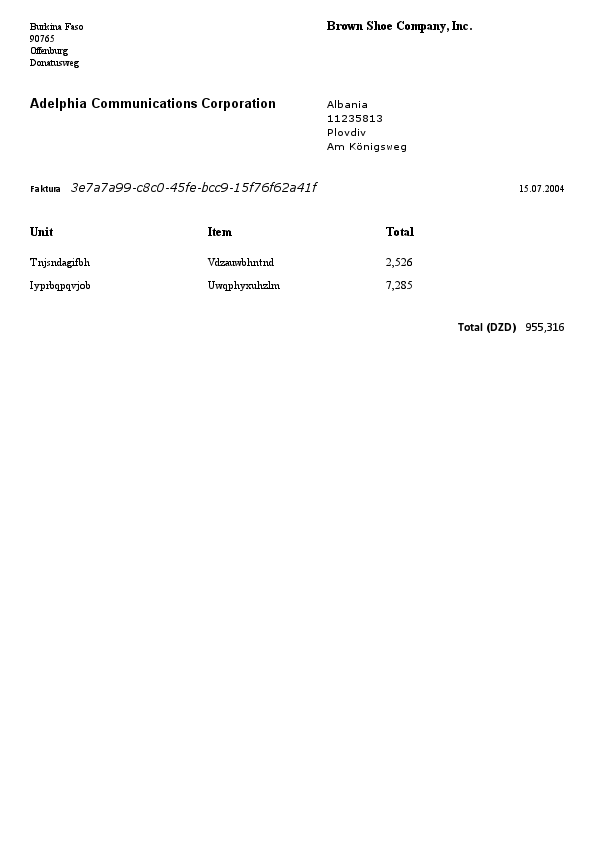 Burkina Faso
90765
Offenburg
Donatusweg
Brown Shoe Company, Inc.
Adelphia Communications Corporation
Albania
11235813
Plovdiv
Am Königsweg
Faktura 3e7a7a99-c8c0-45fe-bcc9-15f76f62a41f 15.07.2004
Unit Item Total
Tnjsndagifbh Vdzauwbhntnd 2,526
Iyprbqpqvjob Uwqphyxuhzlm 7,285
Total (DZD) 955,316